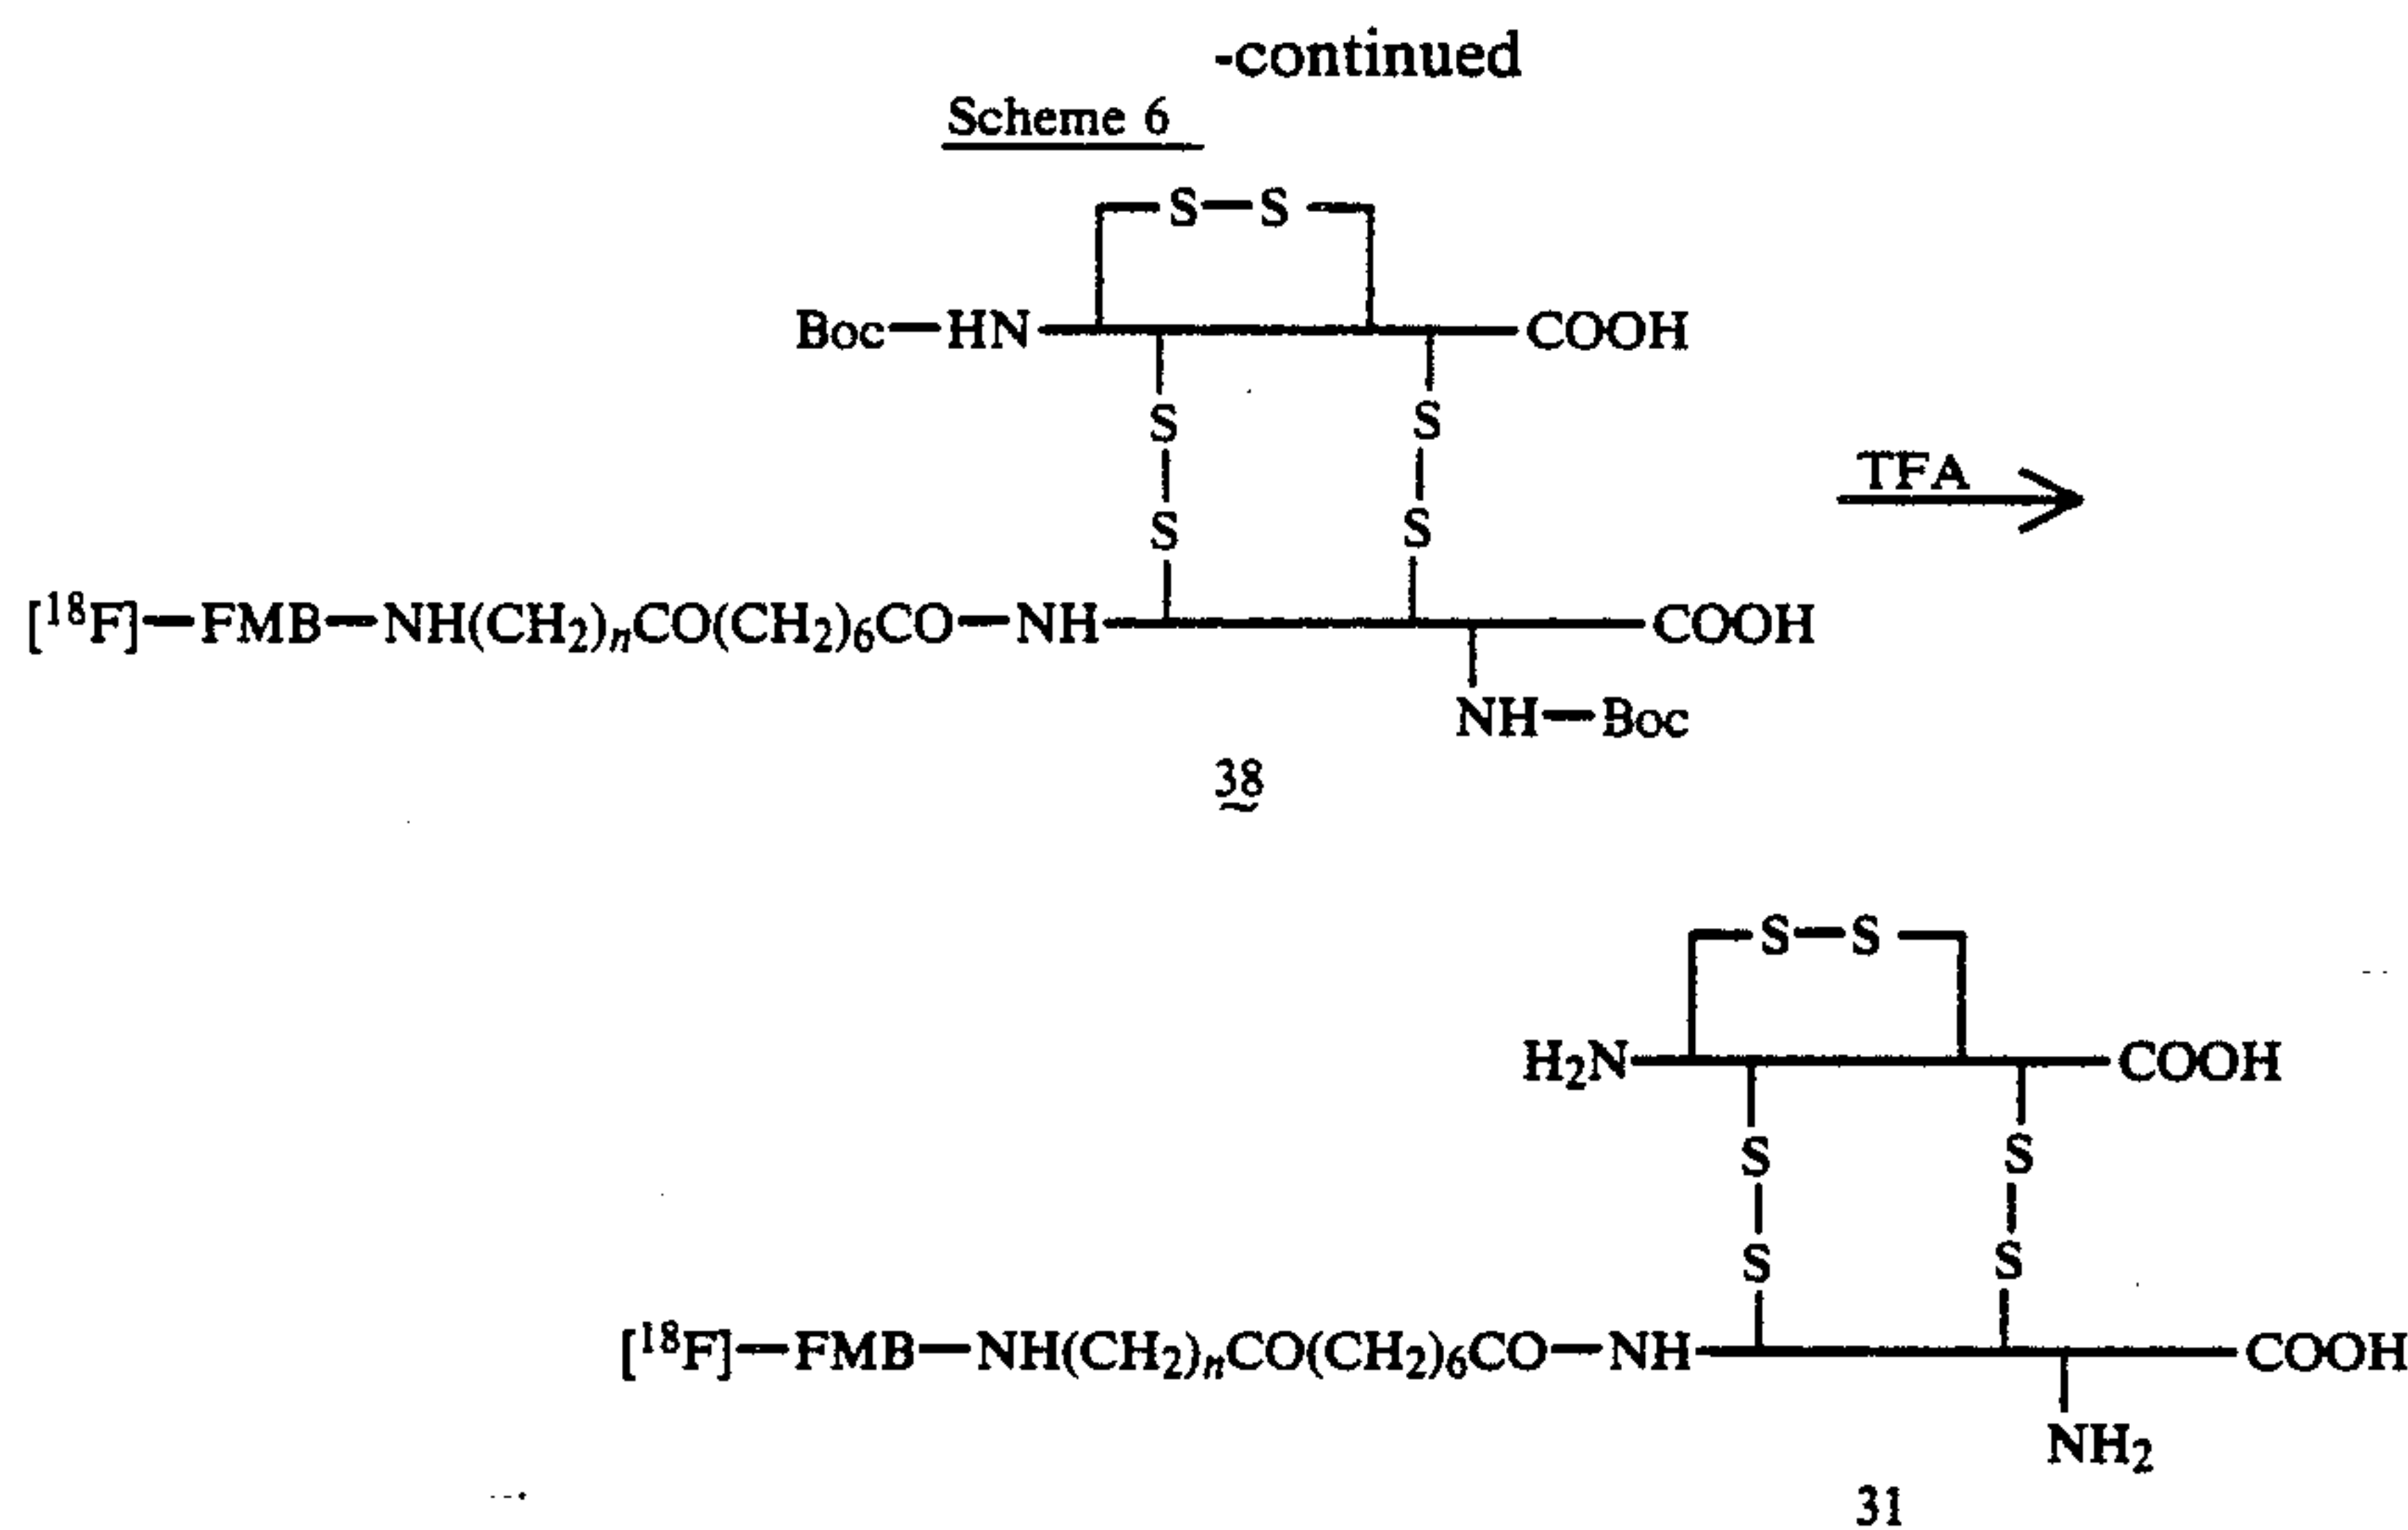 -continued
Scheme 6
S—S
Boc—HN COOH
S S
TFA
S S
[18F]—FMB—NH(CH2)nCO(CH2)6CO—NH COOH
NH—Boc
38
S—S
H2N COOH
S S
S S
[18F]—FMB—NH(CH2)nCO(CH2)6CO—NH COOH
NH2
31